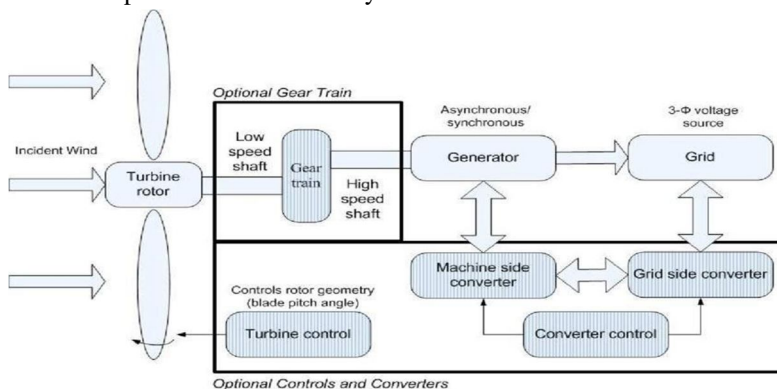 Optional Gear Train
Asynchronous/
synchronous
3-Φ voltage
source
Incident Wind
Turbine
rotor
Low
speed
shaft
Gear
train
High
speed
shaft
Generator
Grid
Machine side
converter
Grid side converter
Controls rotor geometry
(blade pitch angle)
Turbine control
Converter control
Optional Controls and Converters